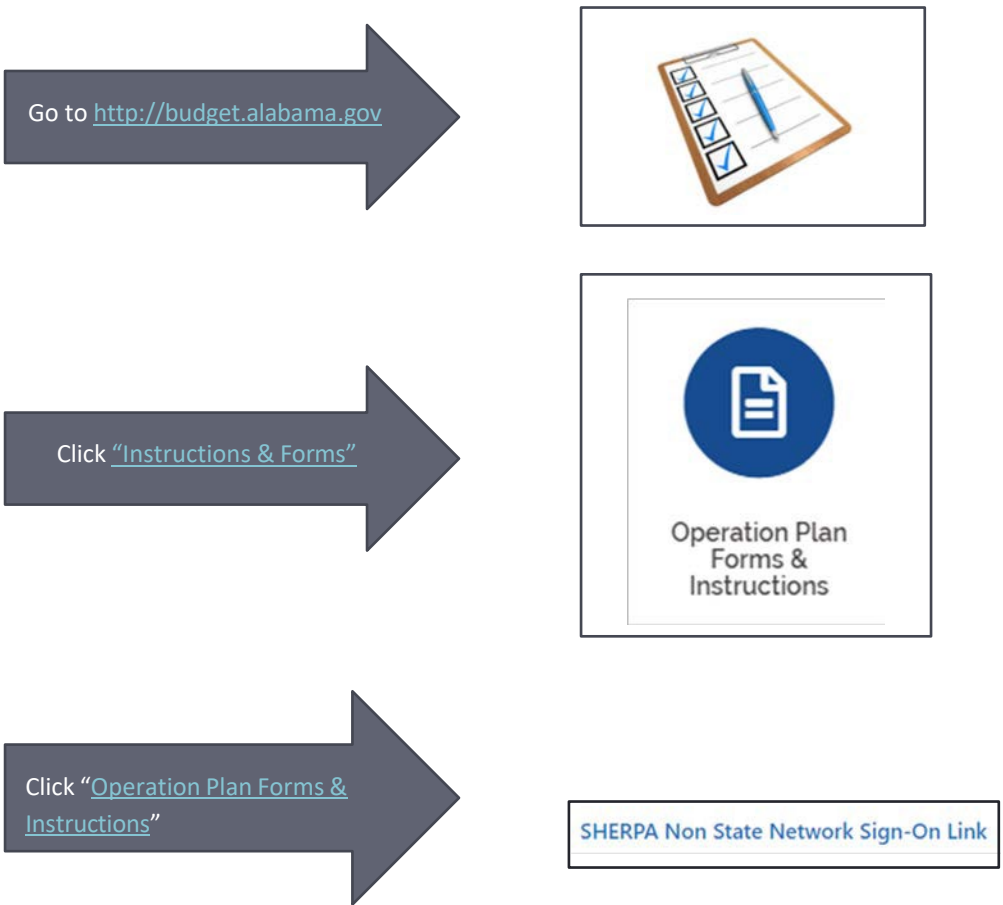 Go to http://budget.alabama.gov
Click “Instructions & Forms”
Operation Plan
Forms &
Instructions
Click “Operation Plan Forms &
Instructions”
SHERPA Non State Network Sign-On Link